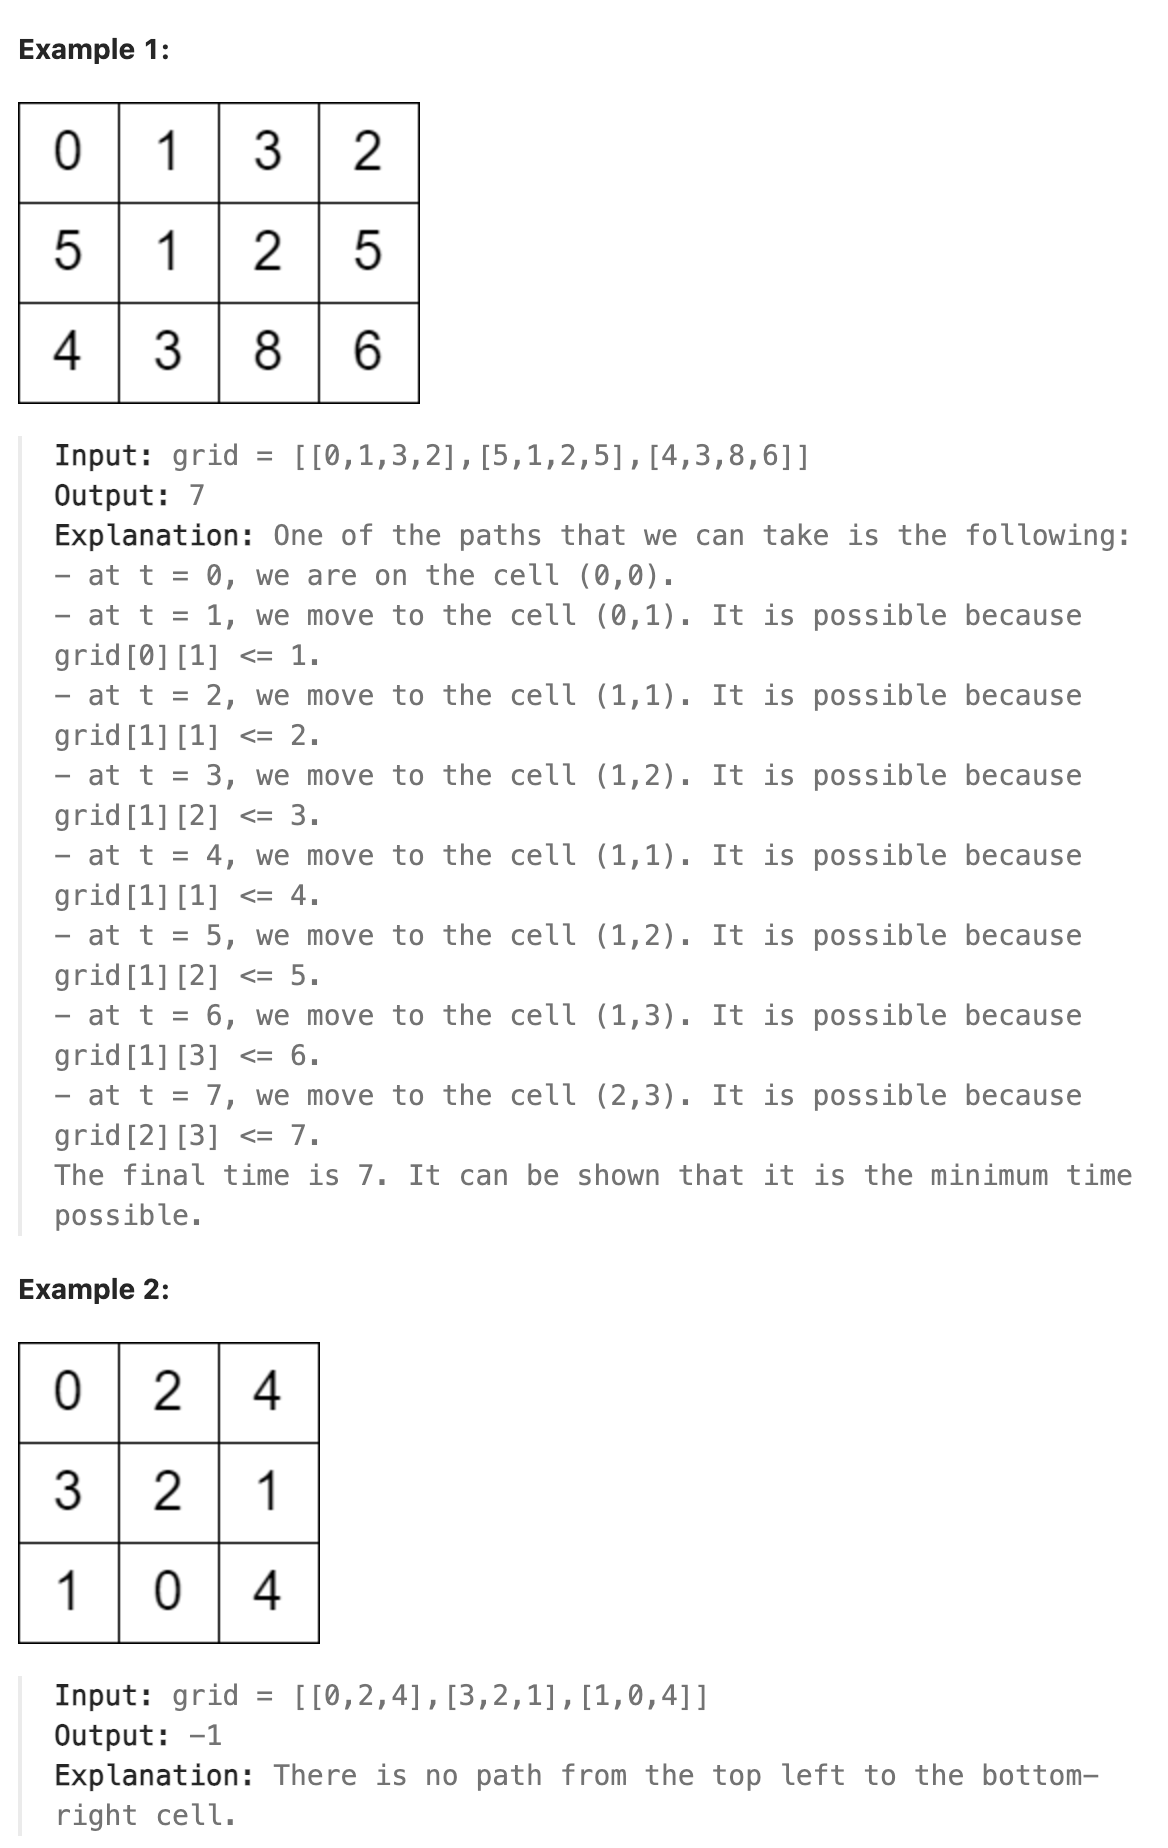 Example 1:
0 1 3 2
5 1 2 5
4 3 8 6
Input: grid = [[0,1,3,2],[5,1,2,5],[4,3,8,6]]
Output: 7
Explanation: One of the paths that we can take is the following:
- at t = 0, we are on the cell (0,0).
- at t = 1, we move to the cell (0,1). It is possible because
grid[0][1] <= 1.
- at t = 2, we move to the cell (1,1). It is possible because
grid[1][1] <= 2.
- at t = 3, we move to the cell (1,2). It is possible because
grid[1][2] <= 3.
- at t = 4, we move to the cell (1,1). It is possible because
grid[1][1] <= 4.
- at t = 5, we move to the cell (1,2). It is possible because
grid[1][2] <= 5.
- at t = 6, we move to the cell (1,3). It is possible because
grid[1][3] <= 6.
- at t = 7, we move to the cell (2,3). It is possible because
grid[2][3] <= 7.
The final time is 7. It can be shown that it is the minimum time
possible.
Example 2:
0 2 4
3 2 1
1 0 4
Input: grid = [[0,2,4],[3,2,1],[1,0,4]]
Output: -1
Explanation: There is no path from the top left to the bottom-
right cell.